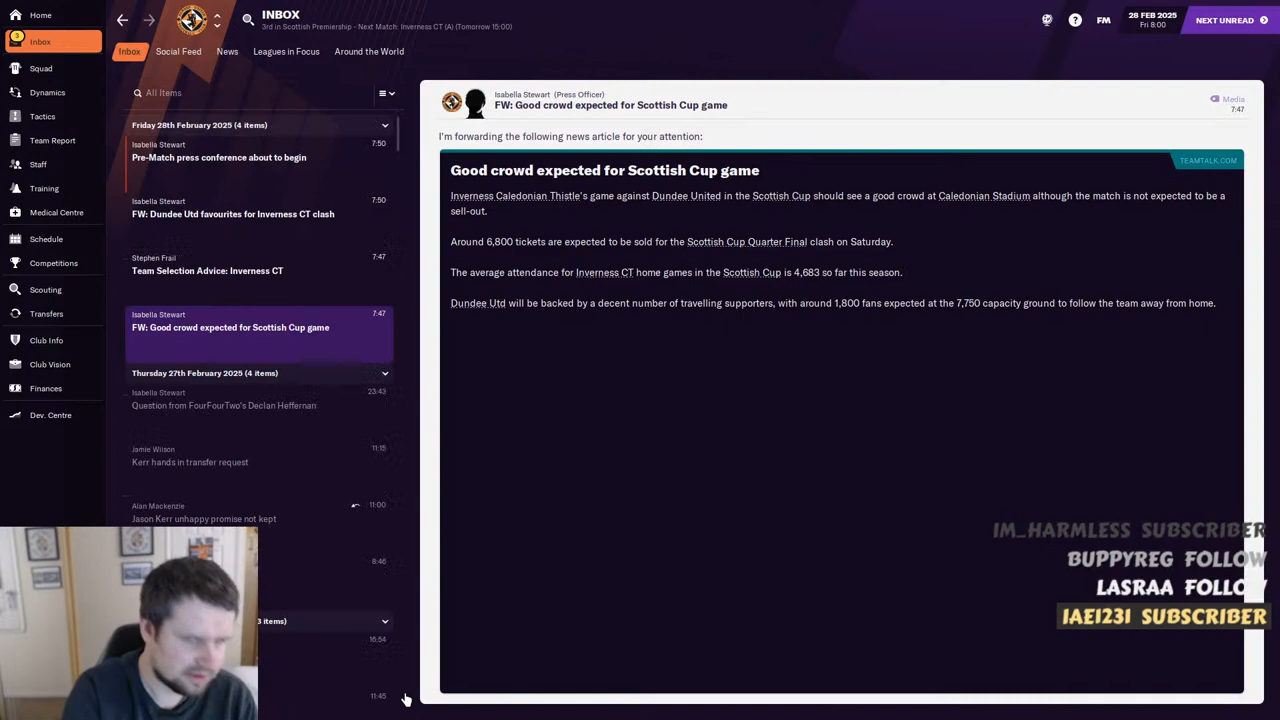 Home
INBOX
3rd in Scottish Premiership - Next Match: Inverness CT (A) (Tomorrow 15:00)
FM
28 FEB 2025
Fri 8:00
NEXT UNREAD
3
Inbox
Squad
Dynamics
Tactics
Team Report
Staff
Training
Medical Centre
Schedule
Competitions
Scouting
Transfers
Club Info
Club Vision
Finances
Dev. Centre
Inbox
Social Feed
News
Leagues in Focus
Around the World
All Items
Friday 28th February 2025 (4 items)
Isabella Stewart
7:50
Pre-Match press conference about to begin
Isabella Stewart
7:50
FW: Dundee Utd favourites for Inverness CT clash
Stephen Frail
7:47
Team Selection Advice: Inverness CT
Isabella Stewart
7:47
FW: Good crowd expected for Scottish Cup game
Thursday 27th February 2025 (4 items)
Isabella Stewart
23:43
Question from FourFourTwo's Declan Heffernan
Jamie Wilson
11:15
Kerr hands in transfer request
Alan Mackenzie
11:00
Jason Kerr unhappy promise not kept
8:46
3 items)
16:54
11:45
Isabella Stewart (Press Officer)
FW: Good crowd expected for Scottish Cup game
Media
7:47
I'm forwarding the following news article for your attention:
TEAMTALK.COM
Good crowd expected for Scottish Cup game
Inverness Caledonian Thistle's game against Dundee United in the Scottish Cup should see a good crowd at Caledonian Stadium although the match is not expected to be a
sell-out.
Around 6,800 tickets are expected to be sold for the Scottish Cup Quarter Final clash on Saturday.
The average attendance for Inverness CT home games in the Scottish Cup is 4,683 so far this season.
Dundee Utd will be backed by a decent number of travelling supporters, with around 1,800 fans expected at the 7,750 capacity ground to follow the team away from home.
IM_HARMLESS SUBSCRIBER
BUPPYREG FOLLOW
LASRAA FOLLOW
IAE1231 SUBSCRIBER